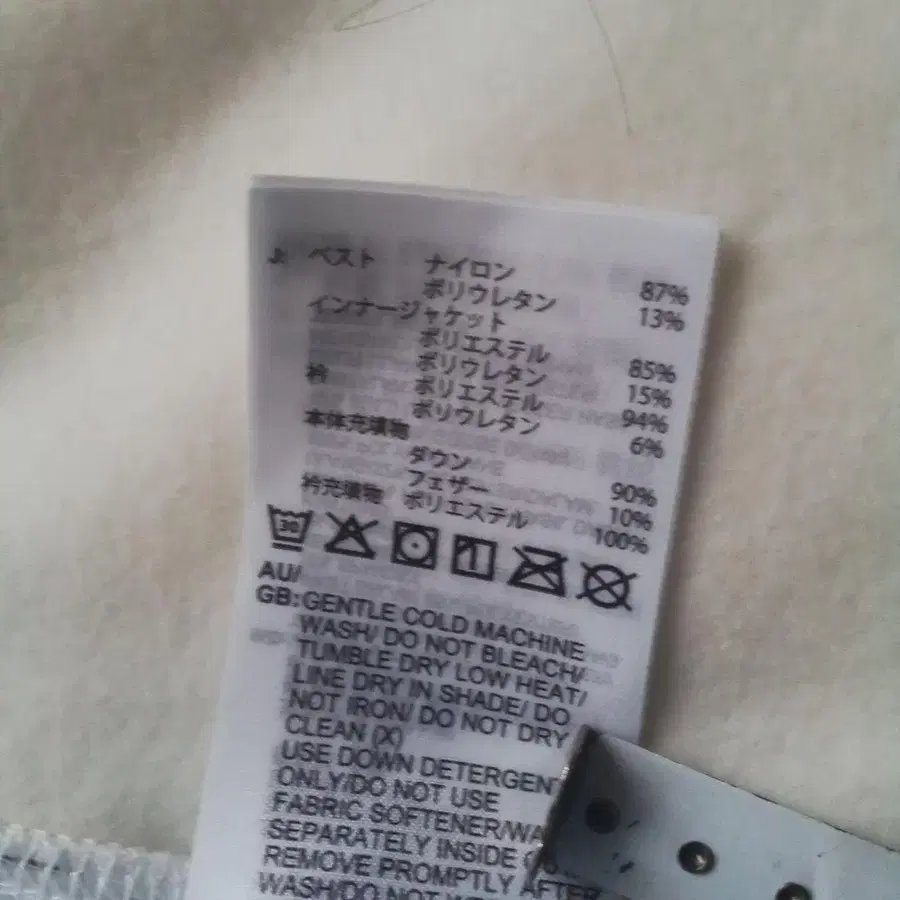 J: ベスト ナイロン 87%
ポリウレタン 13%
インナージャケット
ポリエステル 85%
ポリウレタン 15%
衿 ポリエステル 94%
ポリウレタン 6%
本体充填物
ダウン 90%
フェザー 10%
衿充填物 ポリエステル 100%
30
AU/
GB: GENTLE COLD MACHINE
WASH/ DO NOT BLEACH/
TUMBLE DRY LOW HEAT/
LINE DRY IN SHADE/ DO
NOT IRON/ DO NOT DRY
CLEAN (X)
USE DOWN DETERGENT
ONLY/DO NOT USE
FABRIC SOFTENER/WA
SEPARATELY INSIDE
REMOVE PROMPTLY AFTER
WASH/DO NOT